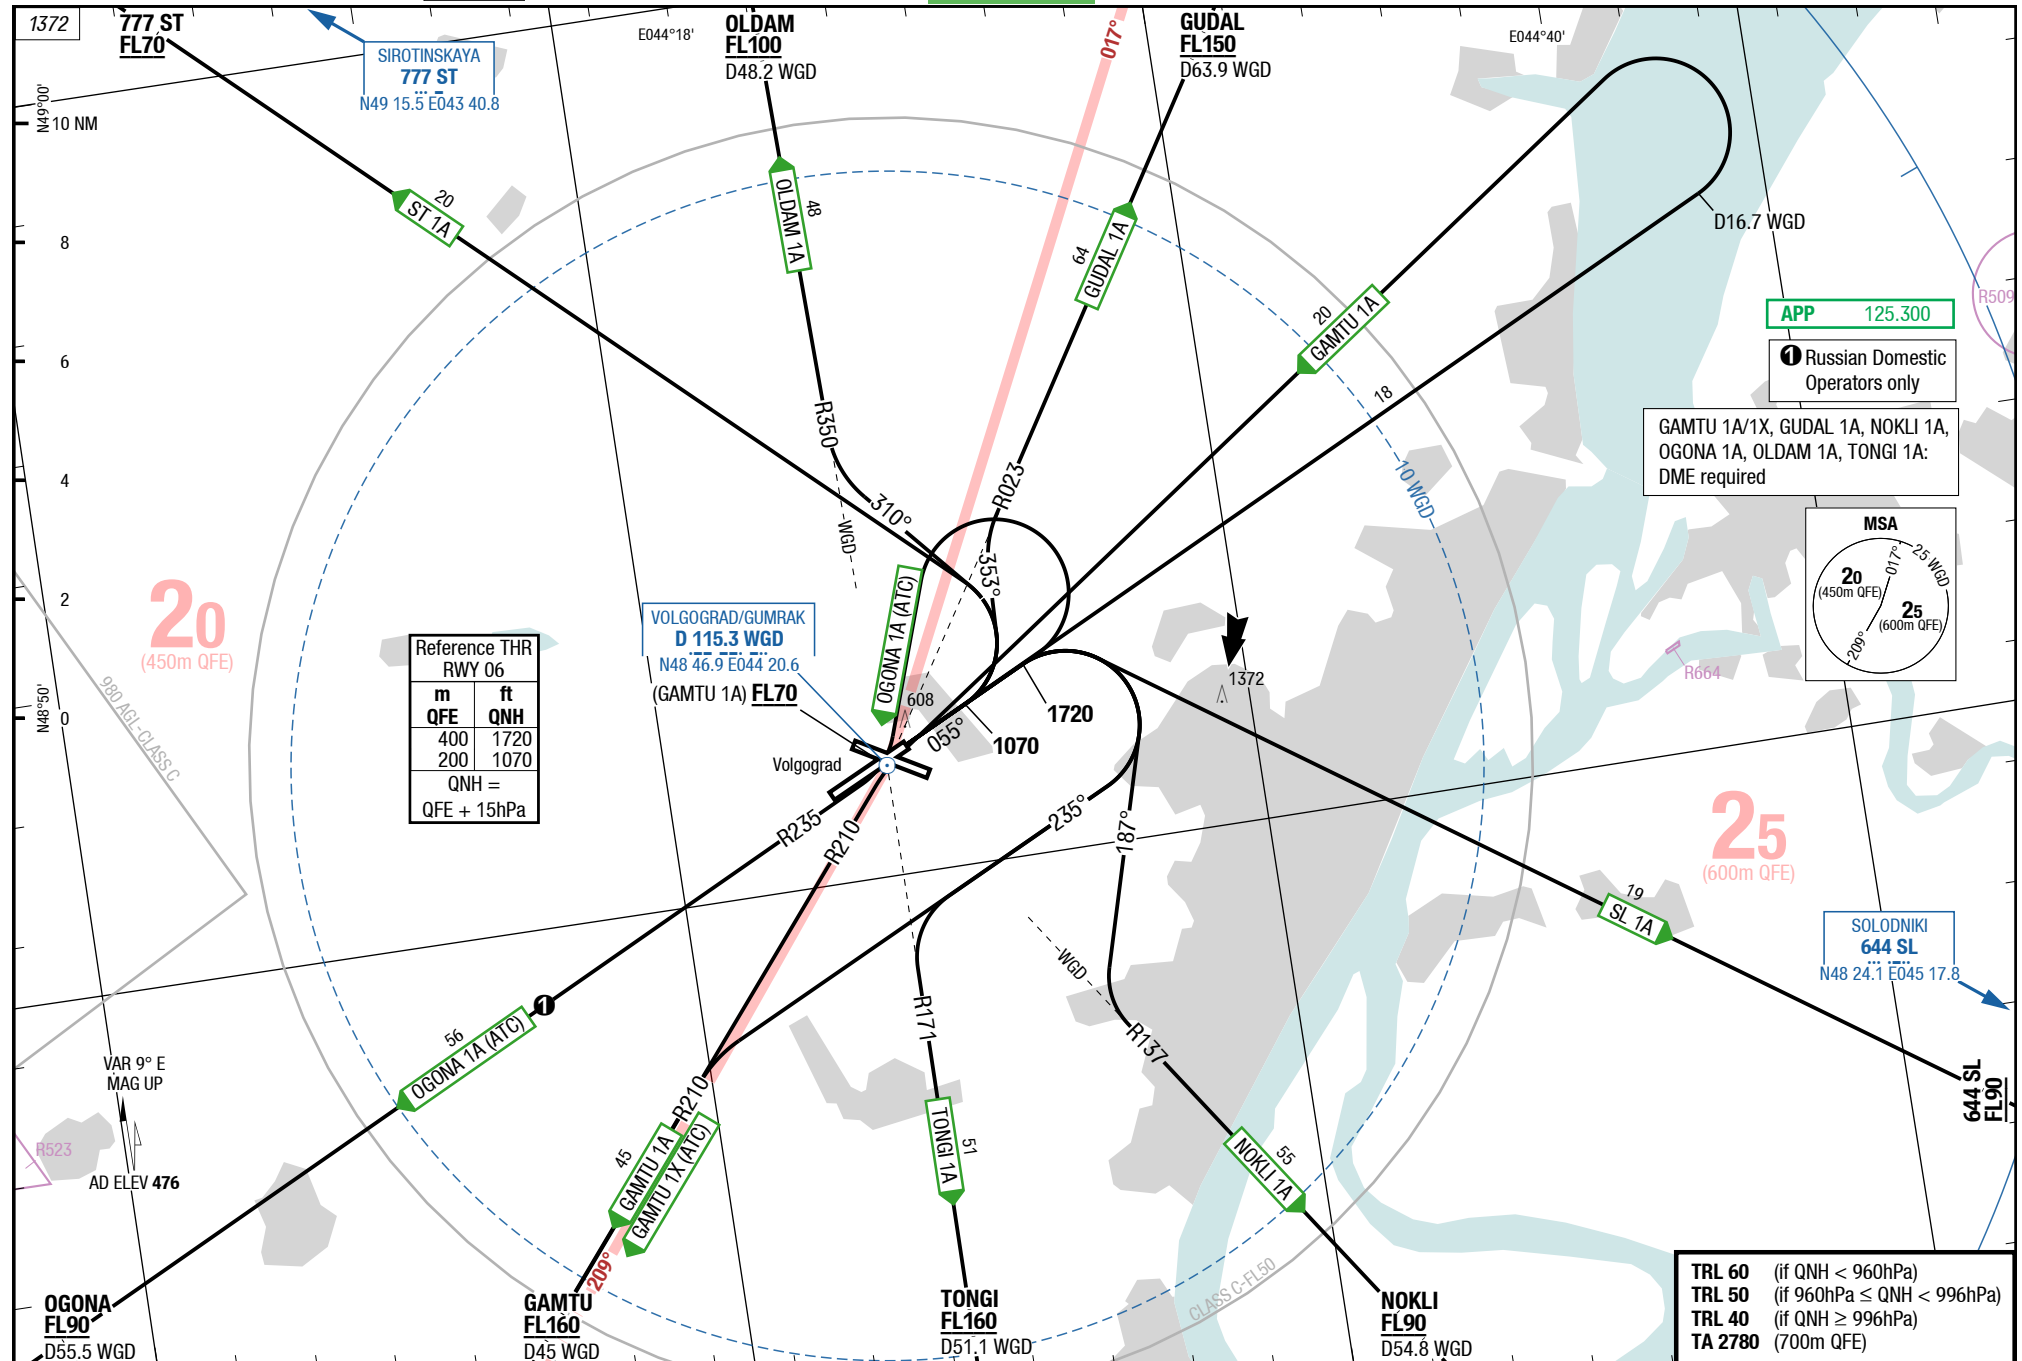 1372
777 ST
FL70
SIROTINSKAYA
777 ST
N49 15.5 E043 40.8
E044°18'
OLDAM
FL100
D48.2 WGD
017°
GUDAL
FL150
D63.9 WGD
E044°40'
N49°00'
10 NM
8
6
4
2
0
N48°50'
20
ST 1A
48
OLDAM 1A
64
GUDAL 1A
20
GAMTU 1A
18
D16.7 WGD
R509
APP 125.300
1 Russian Domestic
Operators only
GAMTU 1A/1X, GUDAL 1A, NOKLI 1A,
OGONA 1A, OLDAM 1A, TONGI 1A:
DME required
MSA
017°
25 WGD
20
(450m QFE)
25
(600m QFE)
209°
R350
WGD
310°
R023
353°
10 WGD
20
(450m QFE)
980 AGL-CLASS C
Reference THR
RWY 06
m ft
QFE QNH
400 1720
200 1070
QNH =
QFE + 15hPa
VOLGOGRAD/GUMRAK
D 115.3 WGD
N48 46.9 E044 20.6
(GAMTU 1A) FL70
OGONA 1A (ATC)
608
055°
1070
1720
1372
R664
Volgograd
R235
R210
235°
187°
25
(600m QFE)
19
SL 1A
SOLODNIKI
644 SL
N48 24.1 E045 17.8
644 SL
FL90
WGD
R137
R171
56
OGONA 1A (ATC)
1
VAR 9° E
MAG UP
R523
AD ELEV 476
R210
45
GAMTU 1A
GAMTU 1X (ATC)
209°
TONGI 1A
51
55
NOKLI 1A
CLASS C-FL50
OGONA
FL90
D55.5 WGD
GAMTU
FL160
D45 WGD
TONGI
FL160
D51.1 WGD
NOKLI
FL90
D54.8 WGD
TRL 60 (if QNH < 960hPa)
TRL 50 (if 960hPa ≤ QNH < 996hPa)
TRL 40 (if QNH ≥ 996hPa)
TA 2780 (700m QFE)